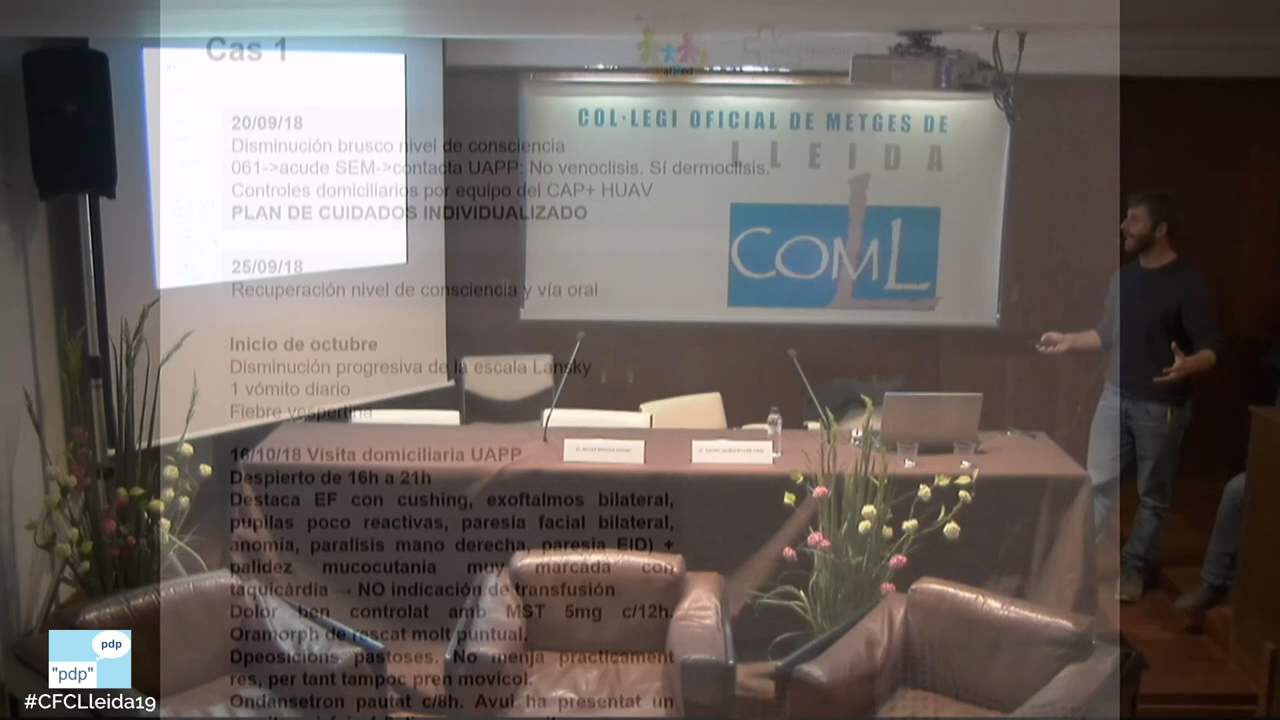 Cas 1
20/09/18
Disminución brusco nivel de consciencia
061->acude SEM->contacta UAPP: No venoclisis. Sí dermoclisis.
Controles domiciliarios por equipo del CAP+ HUAV
PLAN DE CUIDADOS INDIVIDUALIZADO
25/09/18
Recuperación nivel de consciencia y vía oral
Inicio de octubre
Disminución progresiva de la escala Lansky
1 vómito diario
Fiebre vespertina
16/10/18 Visita domiciliaria UAPP
Despierto de 16h a 21h
Destaca EF con cushing, exoftalmos bilateral,
pupilas poco reactivas, paresia facial bilateral,
anomia, paralisis mano derecha, paresia EID) +
palidez mucocutania muy marcada con
taquicàrdia → NO indicación de transfusión
Dolor ben controlat amb MST 5mg c/12h.
Oramorph de rescat molt puntual.
Dpeosicions pastoses. No menja practicament
res, per tant tampoc pren movicol.
Ondansetron pautat c/8h. Avui ha presentat un
COL·LEGI OFICIAL DE METGES DE
LLEIDA
COML
pdp
"pdp"
#CFCLleida19